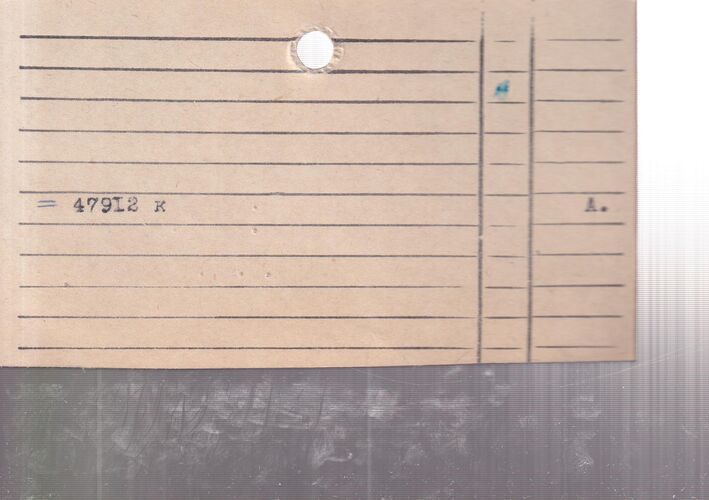 = 47912 K A.